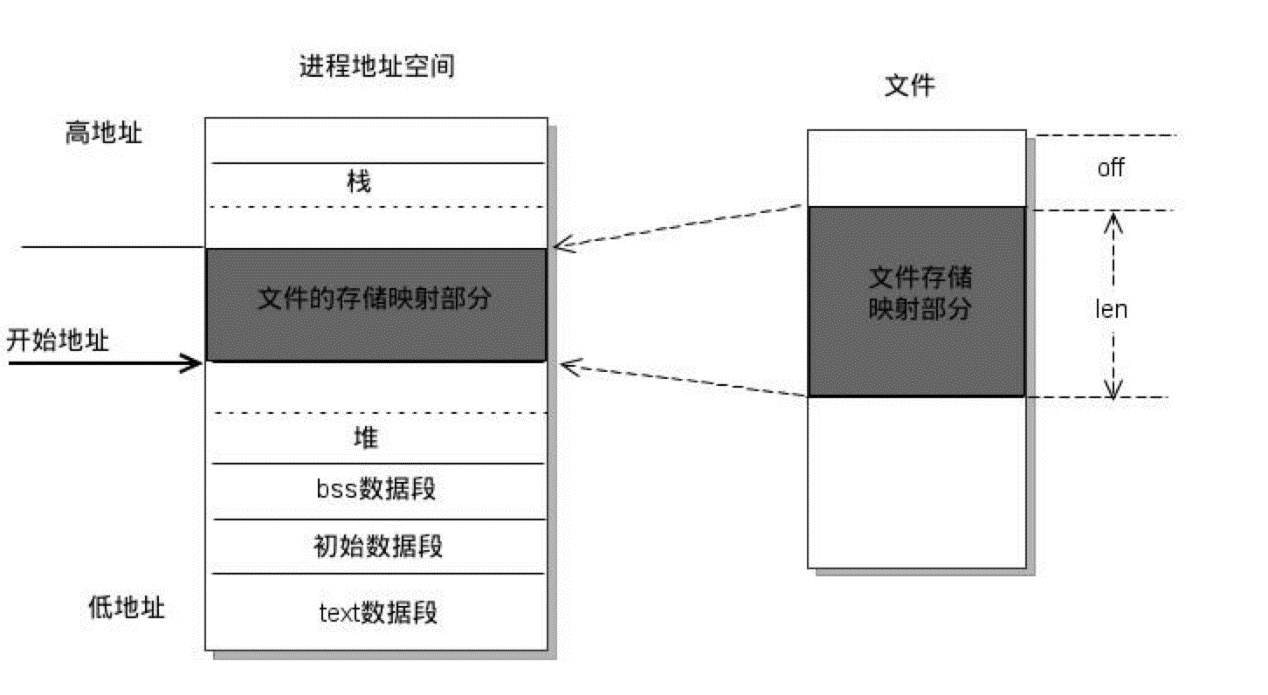 进程地址空间
文件
高地址
栈
off
文件的存储映射部分
文件存储
映射部分
len
开始地址
堆
bss数据段
初始数据段
低地址
text数据段